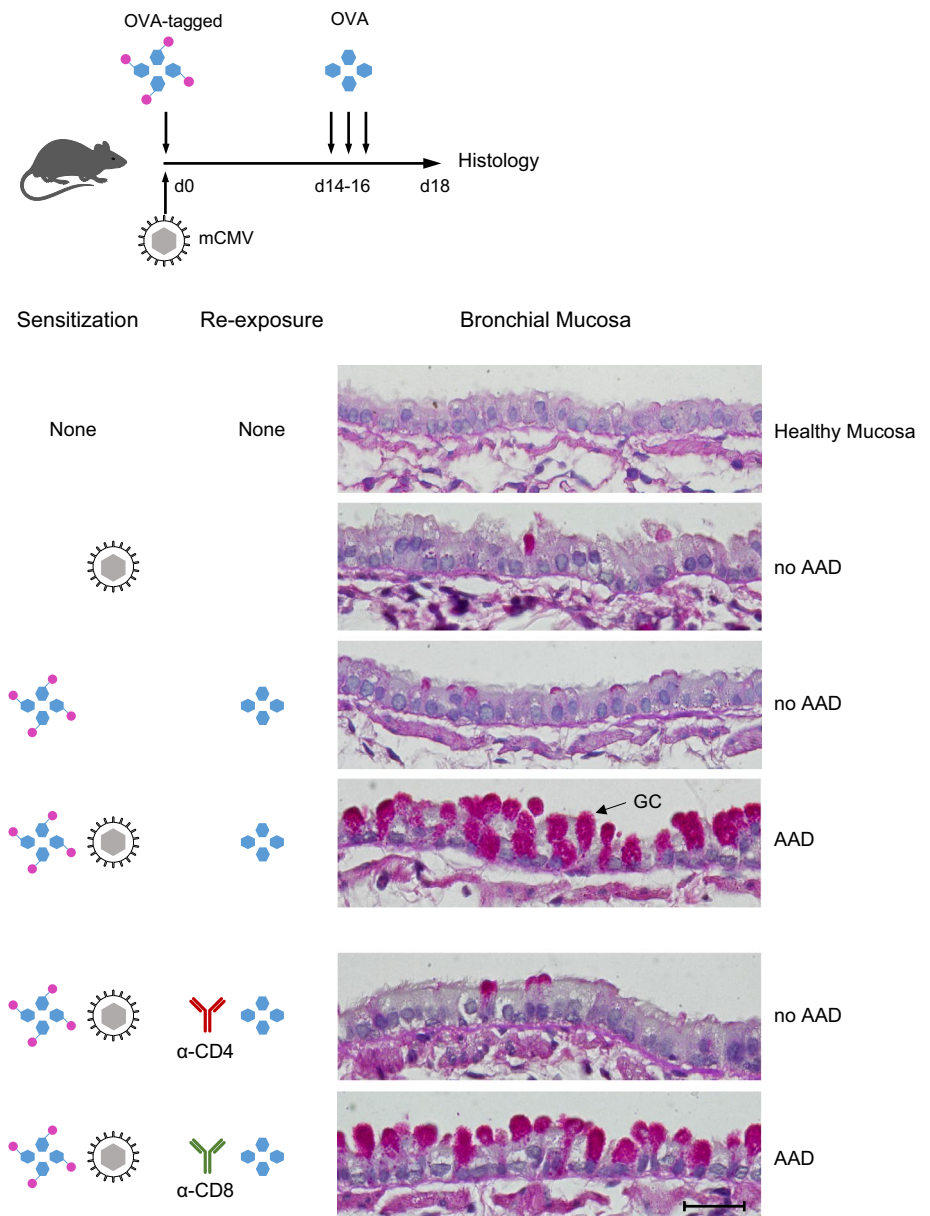 OVA-tagged
OVA
Histology
d0
d14-16
d18
mCMV
Sensitization
Re-exposure
Bronchial Mucosa
None
None
Healthy Mucosa
no AAD
no AAD
GC
AAD
no AAD
α-CD4
AAD
α-CD8